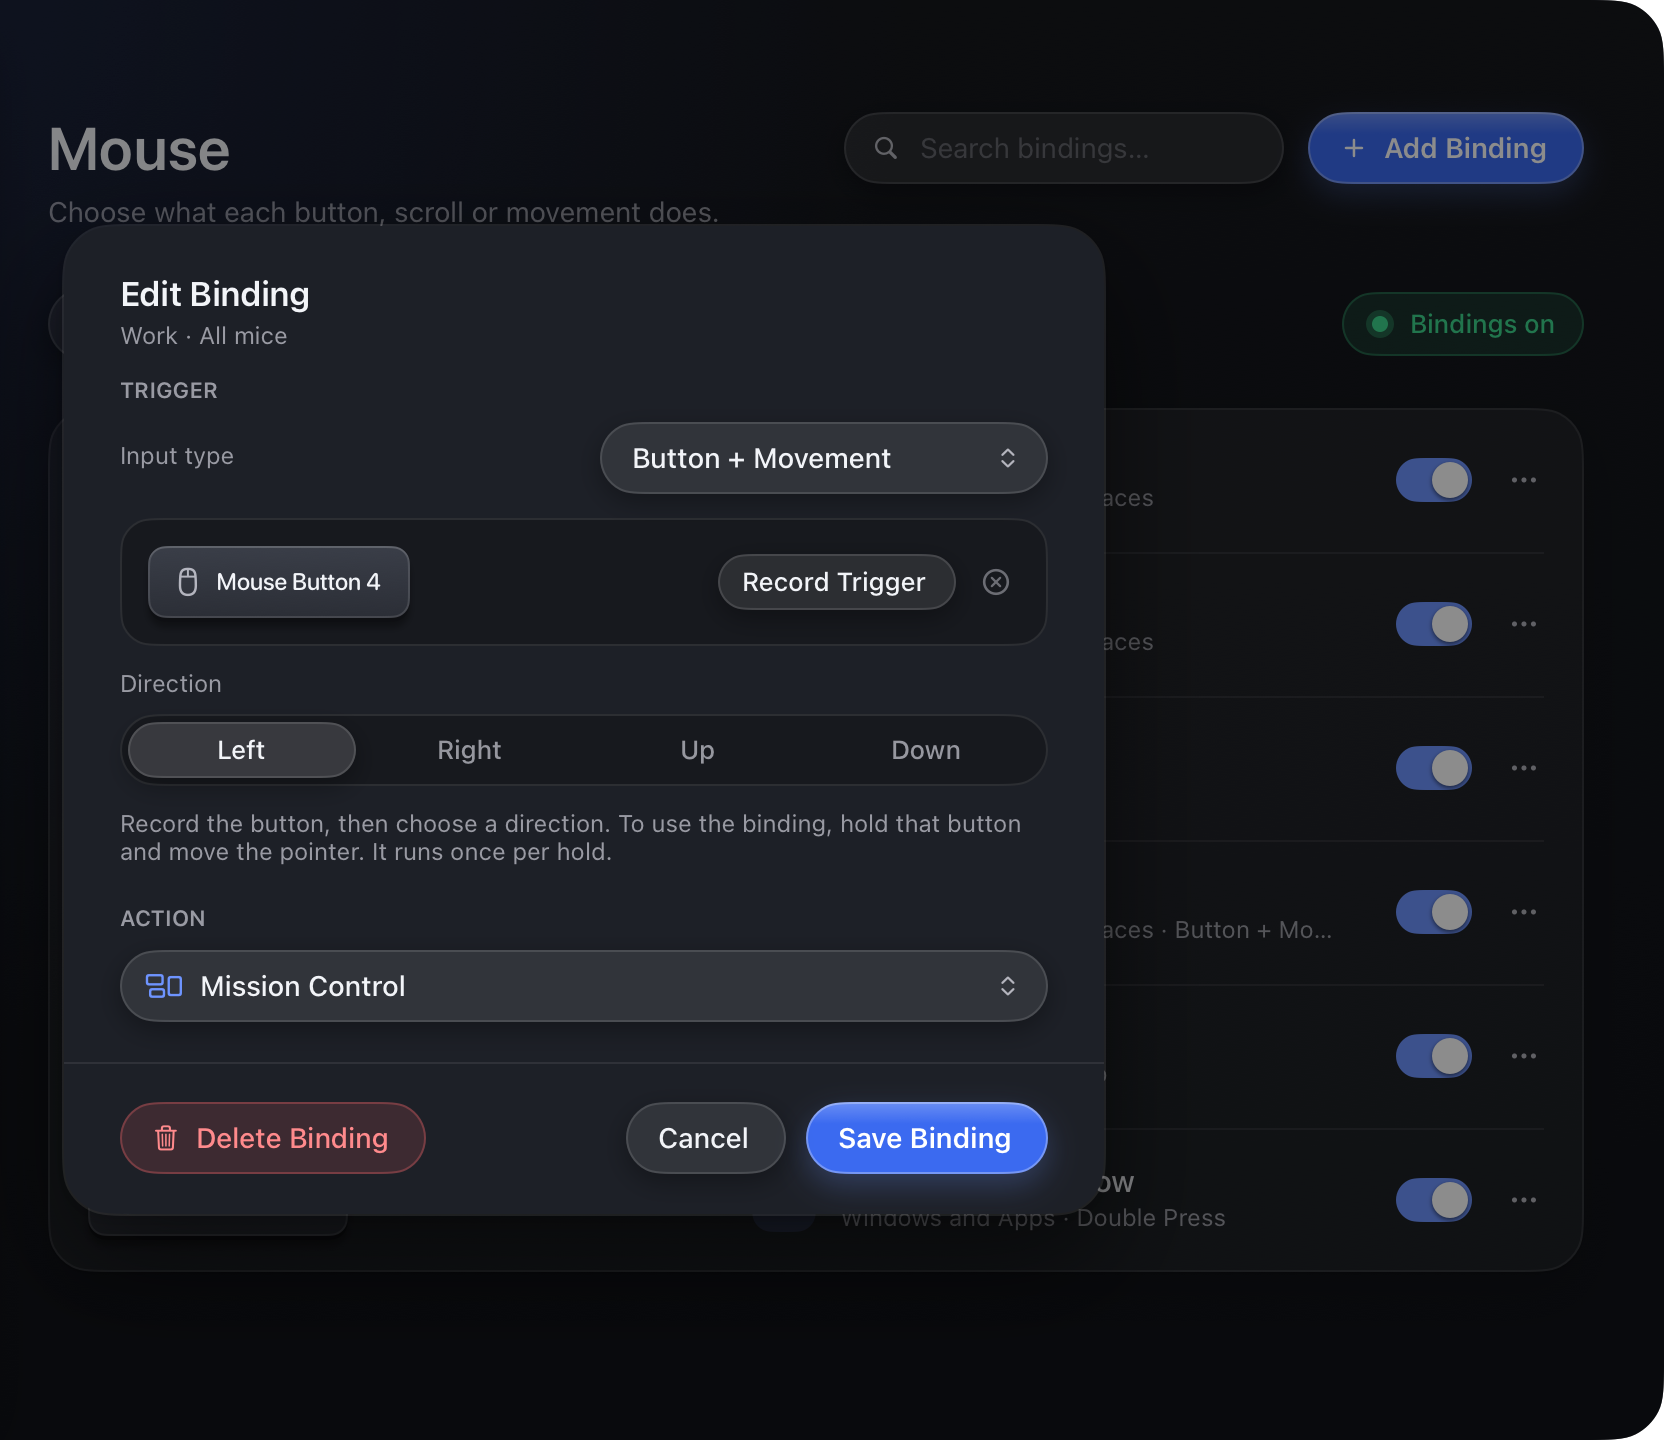 Mouse
Search bindings...
Add Binding
Choose what each button, scroll or movement does.
Edit Binding
Work · All mice
Bindings on
TRIGGER
Input type
Button + Movement
Mouse Button 4
Record Trigger
Direction
Left
Right
Up
Down
Record the button, then choose a direction. To use the binding, hold that button
and move the pointer. It runs once per hold.
ACTION
· Button + Mo...
Mission Control
Delete Binding
Cancel
Save Binding
Windows and Apps · Double Press